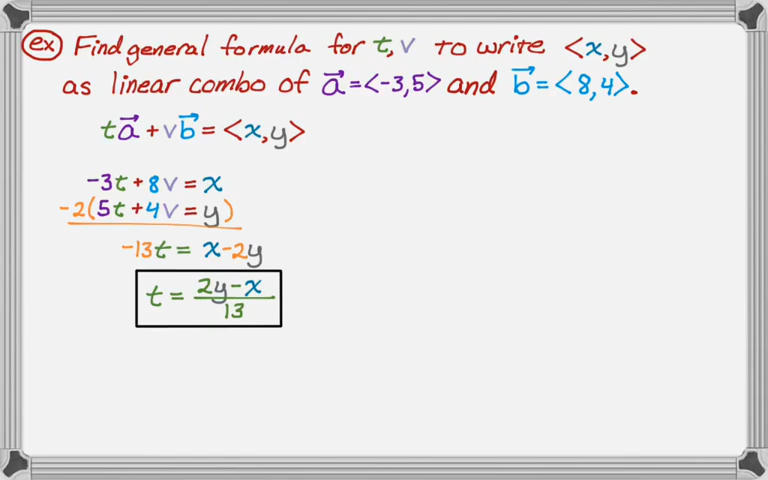 ex Find general formula for t, v to write <x,y>
as linear combo of a⃗ = <-3,5> and b⃗ = <8,4>.
ta⃗ + vb⃗ = <x,y>
-3t + 8v = x
-2(5t + 4v = y)
-13t = x - 2y
t = (2y - x)/13